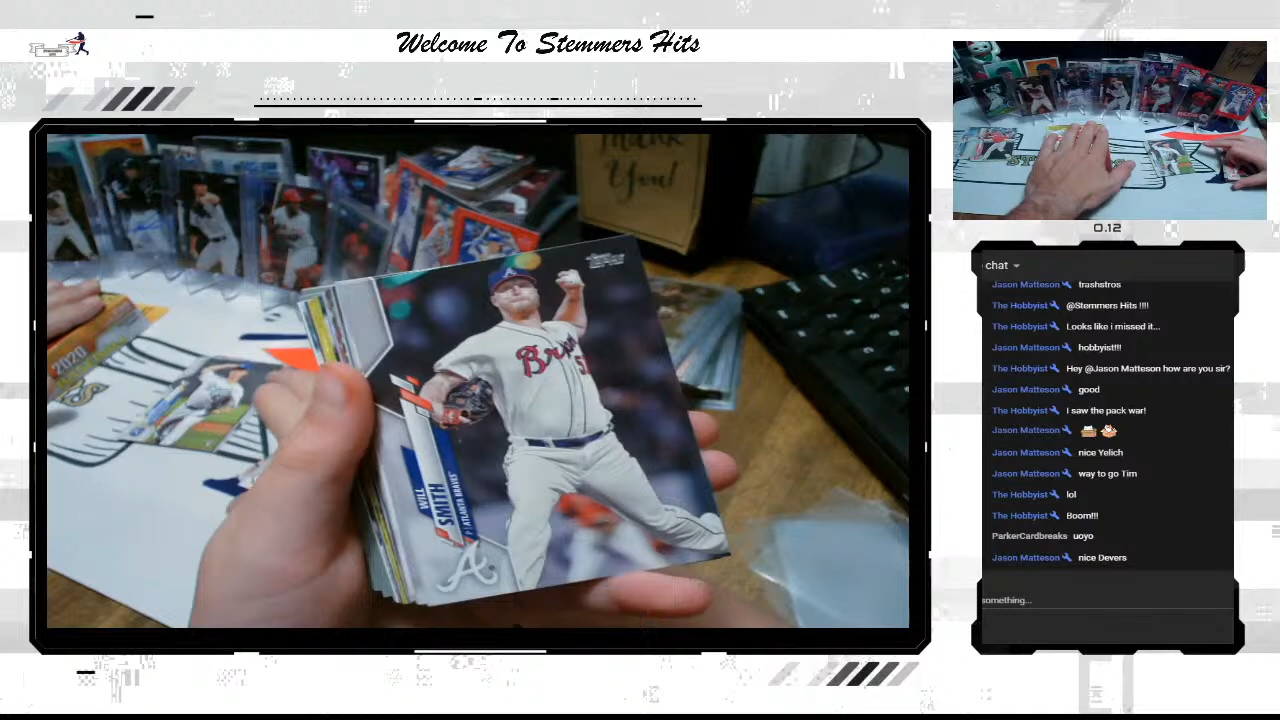 Welcome To Stemmers Hits
Thank
You!
2020
Braves
WILL
SMITH
P | ATLANTA BRAVES
0.12
chat
Jason Matteson trashstros
The Hobbyist @Stemmers Hits !!!!
The Hobbyist Looks like i missed it...
Jason Matteson hobbyist!!!
The Hobbyist Hey @Jason Matteson how are you sir?
Jason Matteson good
The Hobbyist I saw the pack war!
Jason Matteson
Jason Matteson nice Yelich
Jason Matteson way to go Tim
The Hobbyist lol
The Hobbyist Boom!!!
ParkerCardbreaks uoyo
Jason Matteson nice Devers
something...